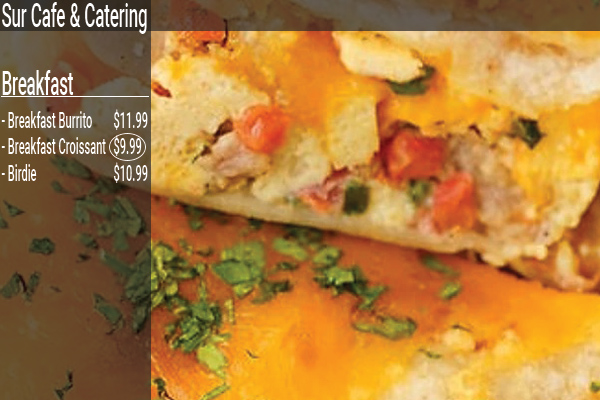 Sur Cafe & Catering
Breakfast
- Breakfast Burrito $11.99
- Breakfast Croissant $9.99
- Birdie $10.99